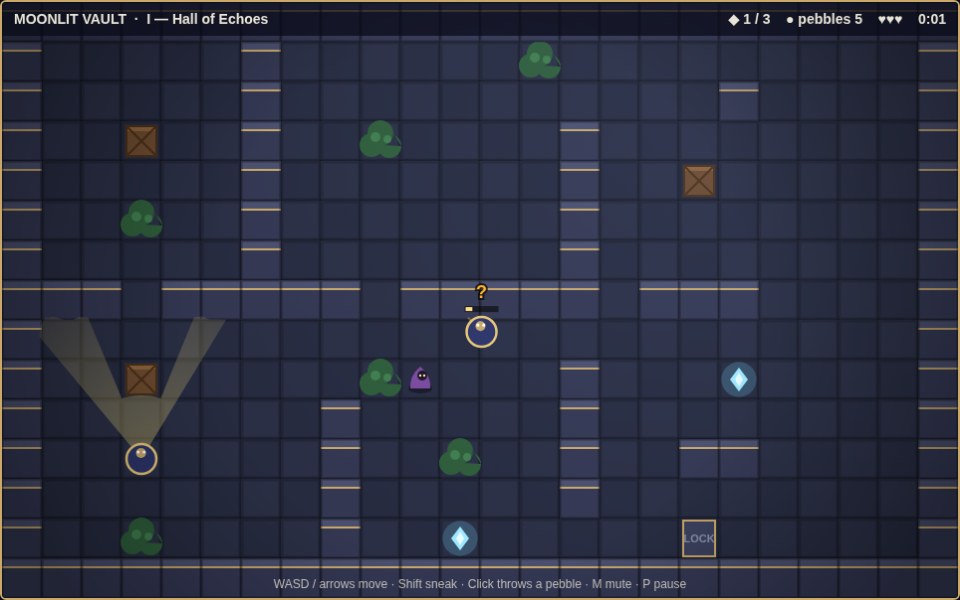 MOONLIT VAULT · I — Hall of Echoes
◆ 1 / 3 ● pebbles 5 ♥♥♥ 0:01
?
LOCK
WASD / arrows move · Shift sneak · Click throws a pebble · M mute · P pause